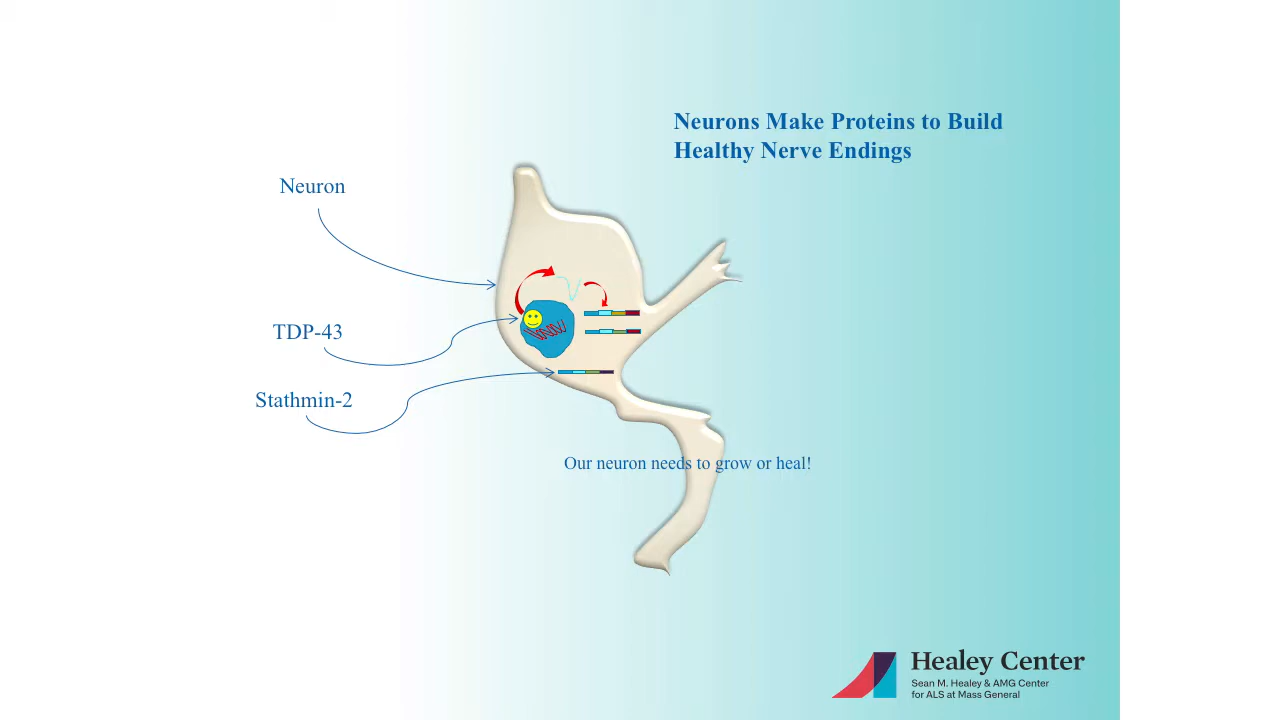 Neurons Make Proteins to Build
Healthy Nerve Endings
Neuron
TDP-43
Stathmin-2
Our neuron needs to grow or heal!
Healey Center
Sean M. Healey & AMG Center
for ALS at Mass General